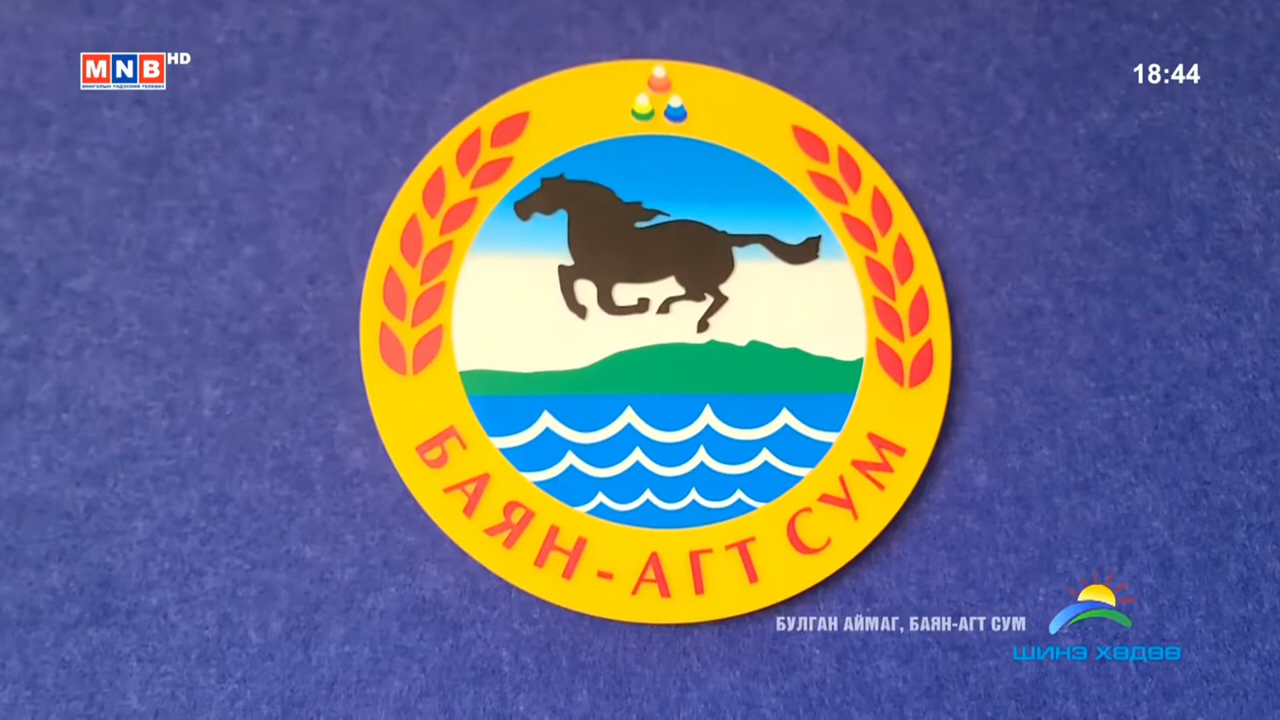 MNB HD
МОНГОЛЫН ҮНДЭСНИЙ ТЕЛЕВИЗ
18:44
БАЯН-АГТ СУМ
БУЛГАН АЙМАГ, БАЯН-АГТ СУМ
ШИНЭ ХӨДӨӨ